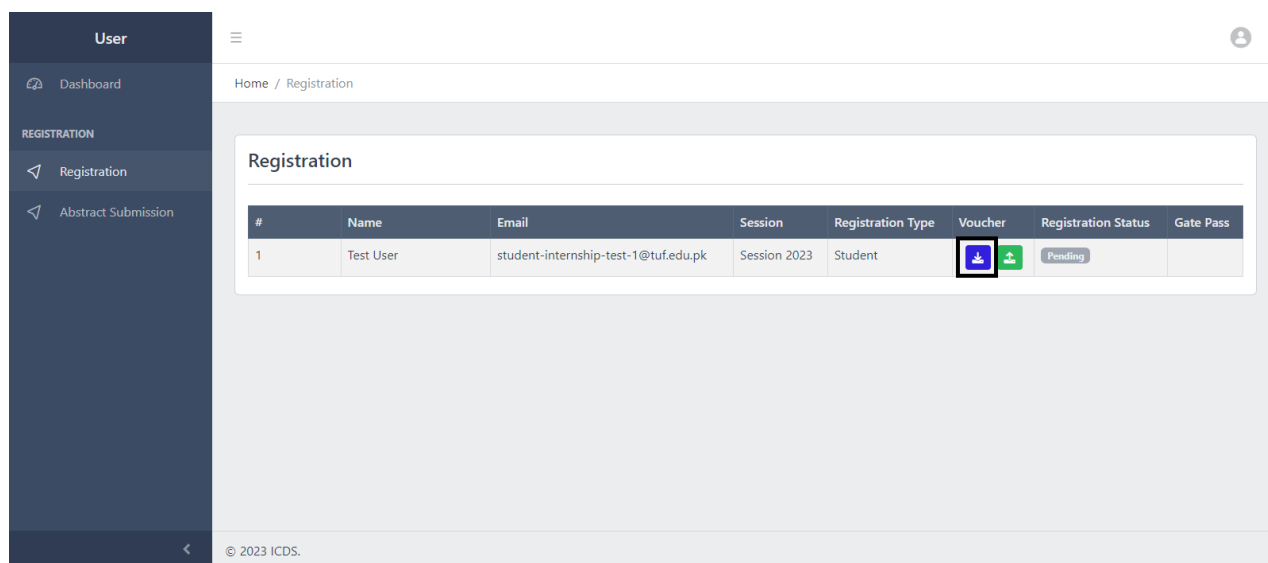 User
Dashboard
REGISTRATION
Registration
Abstract Submission
Home / Registration
Registration
# Name Email Session Registration Type Voucher Registration Status Gate Pass
1 Test User student-internship-test-1@tuf.edu.pk Session 2023 Student Pending
© 2023 ICDS.